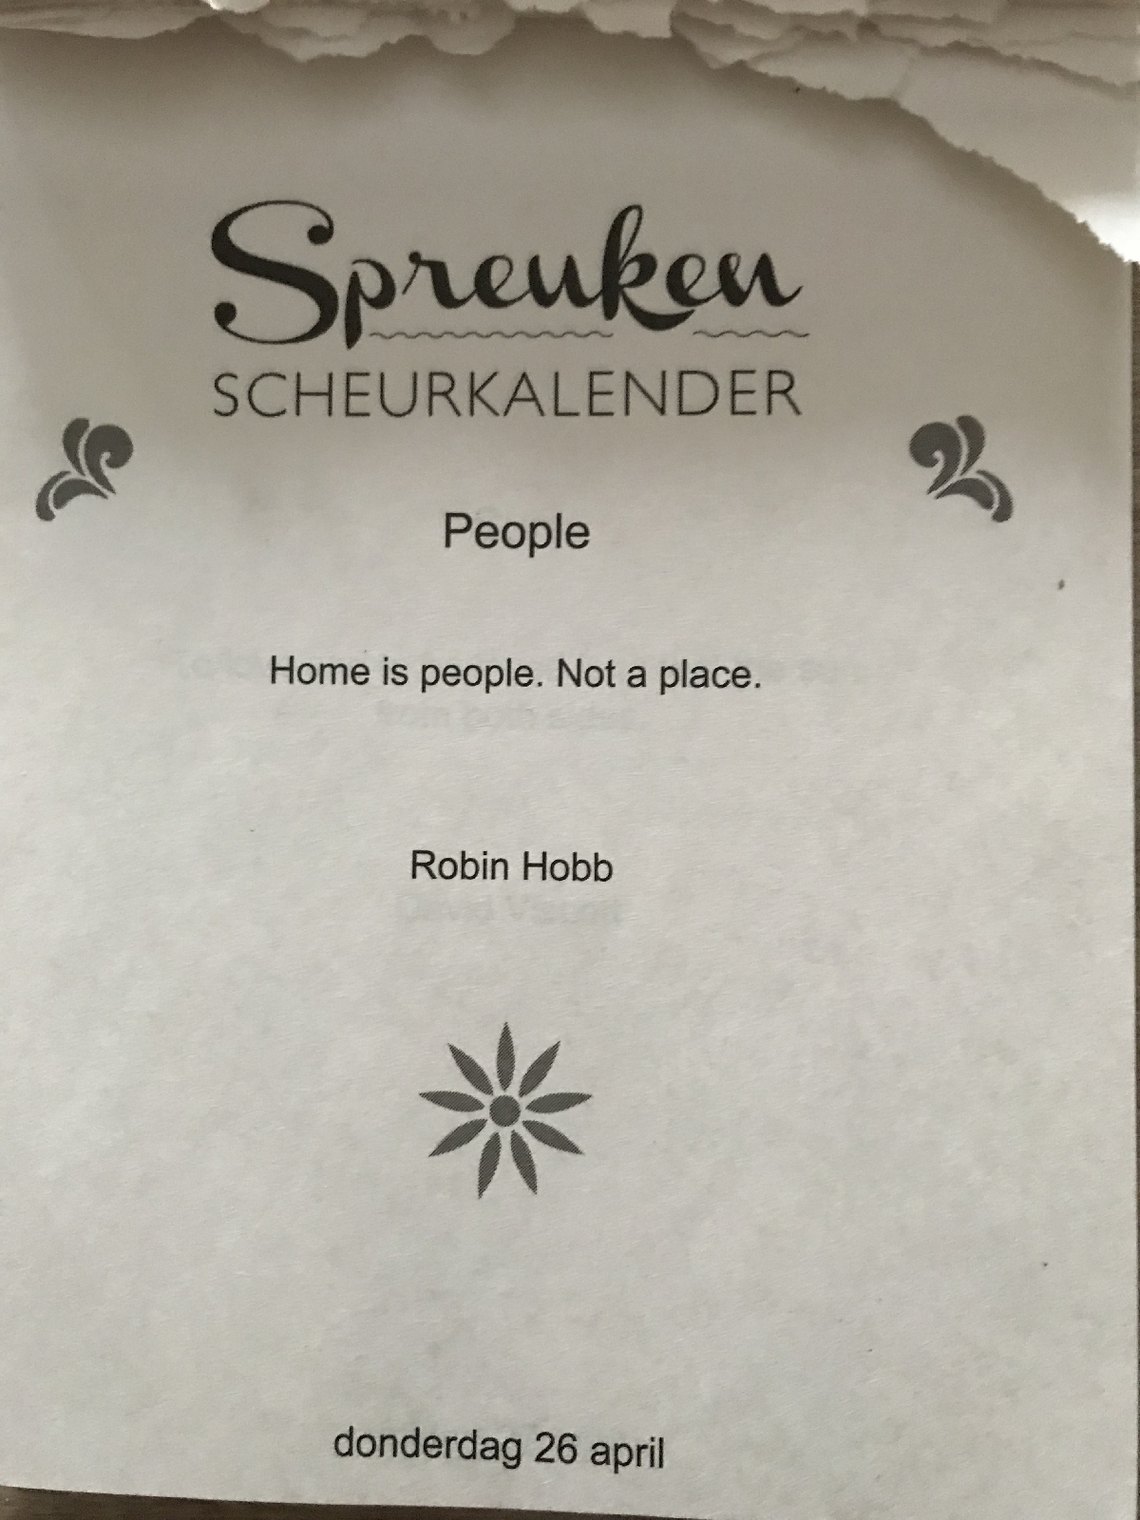 Spreuken
SCHEURKALENDER
People
Home is people. Not a place.
Robin Hobb
donderdag 26 april